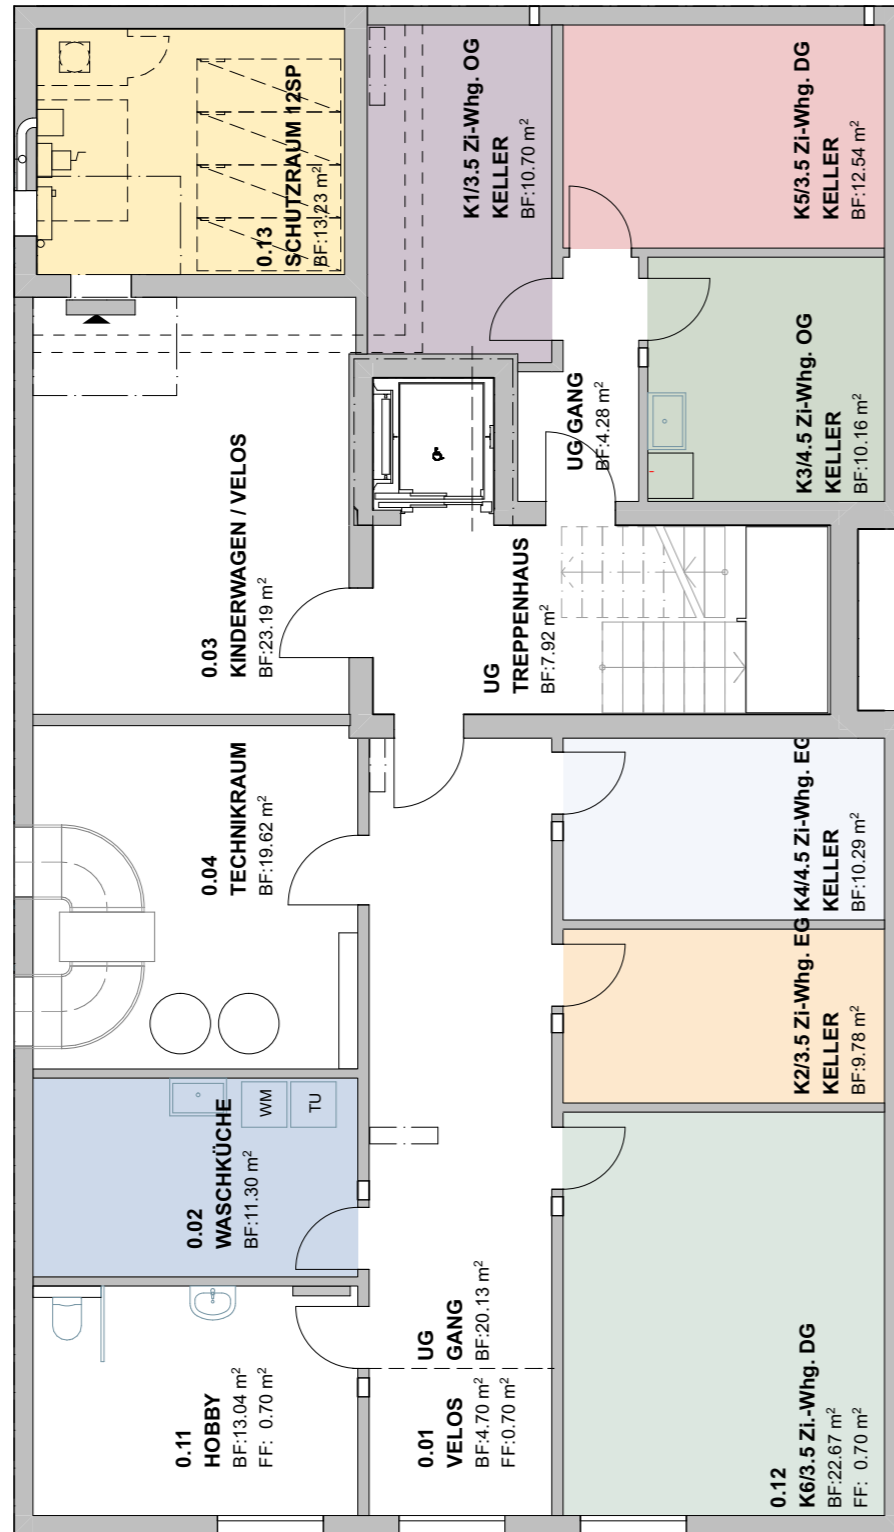 0.13
SCHUTZRAUM 12SP
BF:13.23 m²
K1/3.5 Zi-Whg. OG
KELLER
BF:10.70 m²
K5/3.5 Zi-Whg. DG
KELLER
BF:12.54 m²
0.03
KINDERWAGEN / VELOS
BF:23.19 m²
UG GANG
BF:4.28 m²
K3/4.5 Zi-Whg. OG
KELLER
BF:10.16 m²
UG
TREPPENHAUS
BF:7.92 m²
0.04
TECHNIKRAUM
BF:19.62 m²
K4/4.5 Zi-Whg. EG
KELLER
BF:10.29 m²
K2/3.5 Zi-Whg. EG
KELLER
BF:9.78 m²
0.02
WASCHKÜCHE
BF:11.30 m²
WM
TU
0.11
HOBBY
BF:13.04 m²
FF: 0.70 m²
UG
GANG
BF:20.13 m²
0.01
VELOS
BF:4.70 m²
FF:0.70 m²
0.12
K6/3.5 Zi.-Whg. DG
BF:22.67 m²
FF: 0.70 m²